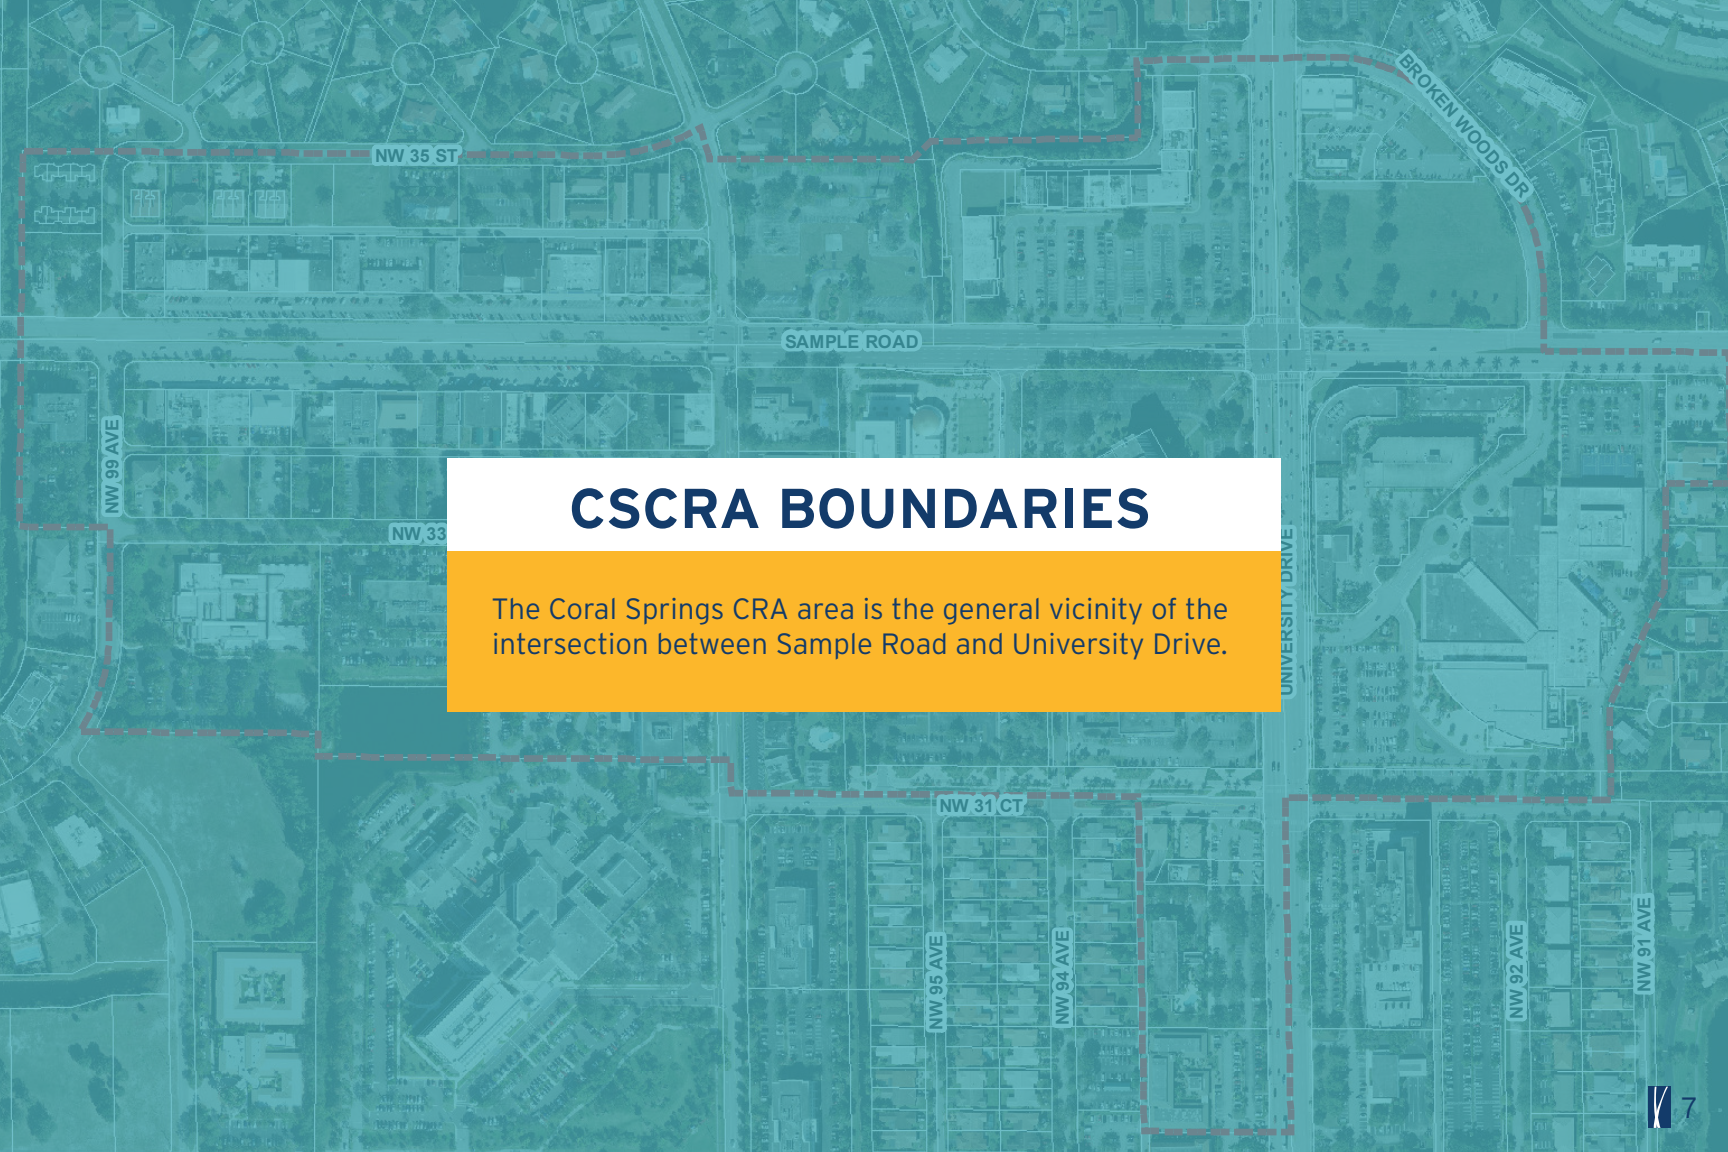 BROKEN WOODS DR
NW 35 ST
SAMPLE ROAD
NW 99 AVE
CSCRA BOUNDARIES
NW 33
The Coral Springs CRA area is the general vicinity of the
intersection between Sample Road and University Drive.
UNIVERSITY DRIVE
NW 31 CT
NW 95 AVE
NW 94 AVE
NW 92 AVE
NW 91 AVE
7